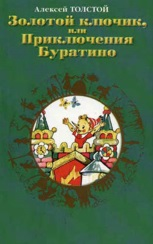 Алексей ТОЛСТОЙ
Золотой ключик,
или
Приключения
Буратино